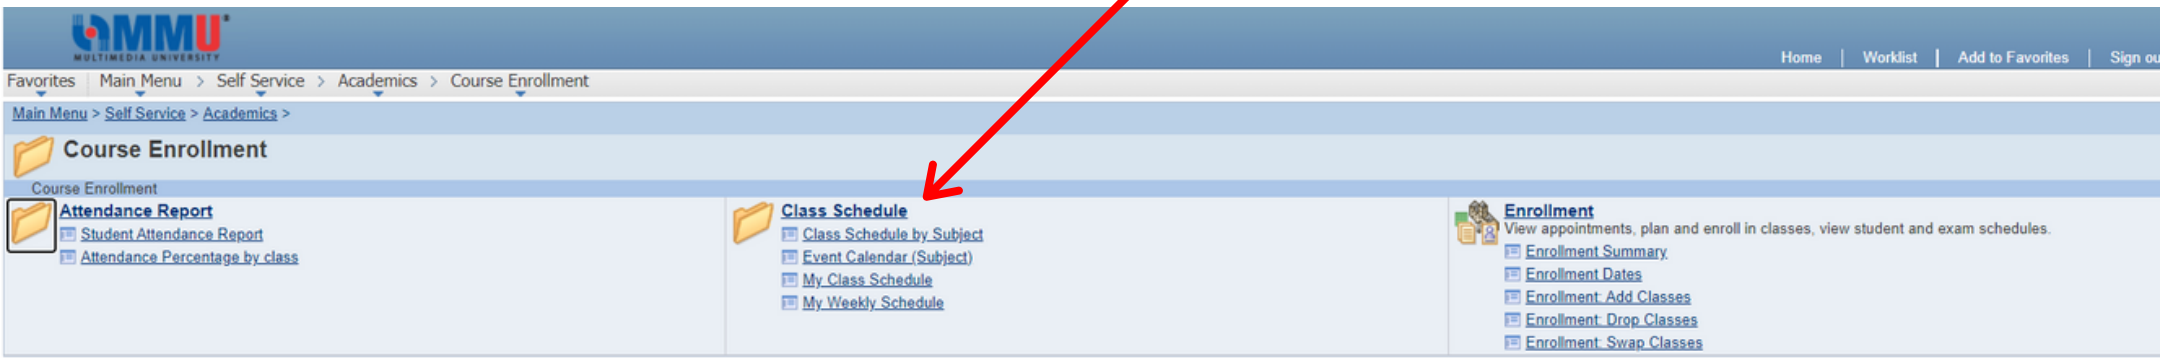 MMU
MULTIMEDIA UNIVERSITY
Home | Worklist | Add to Favorites | Sign ou
Favorites | Main Menu > Self Service > Academics > Course Enrollment
Main Menu > Self Service > Academics >
Course Enrollment
Course Enrollment
Attendance Report
Student Attendance Report
Attendance Percentage by class
Class Schedule
Class Schedule by Subject
Event Calendar (Subject)
My Class Schedule
My Weekly Schedule
Enrollment
View appointments, plan and enroll in classes, view student and exam schedules.
Enrollment Summary
Enrollment Dates
Enrollment: Add Classes
Enrollment: Drop Classes
Enrollment: Swap Classes